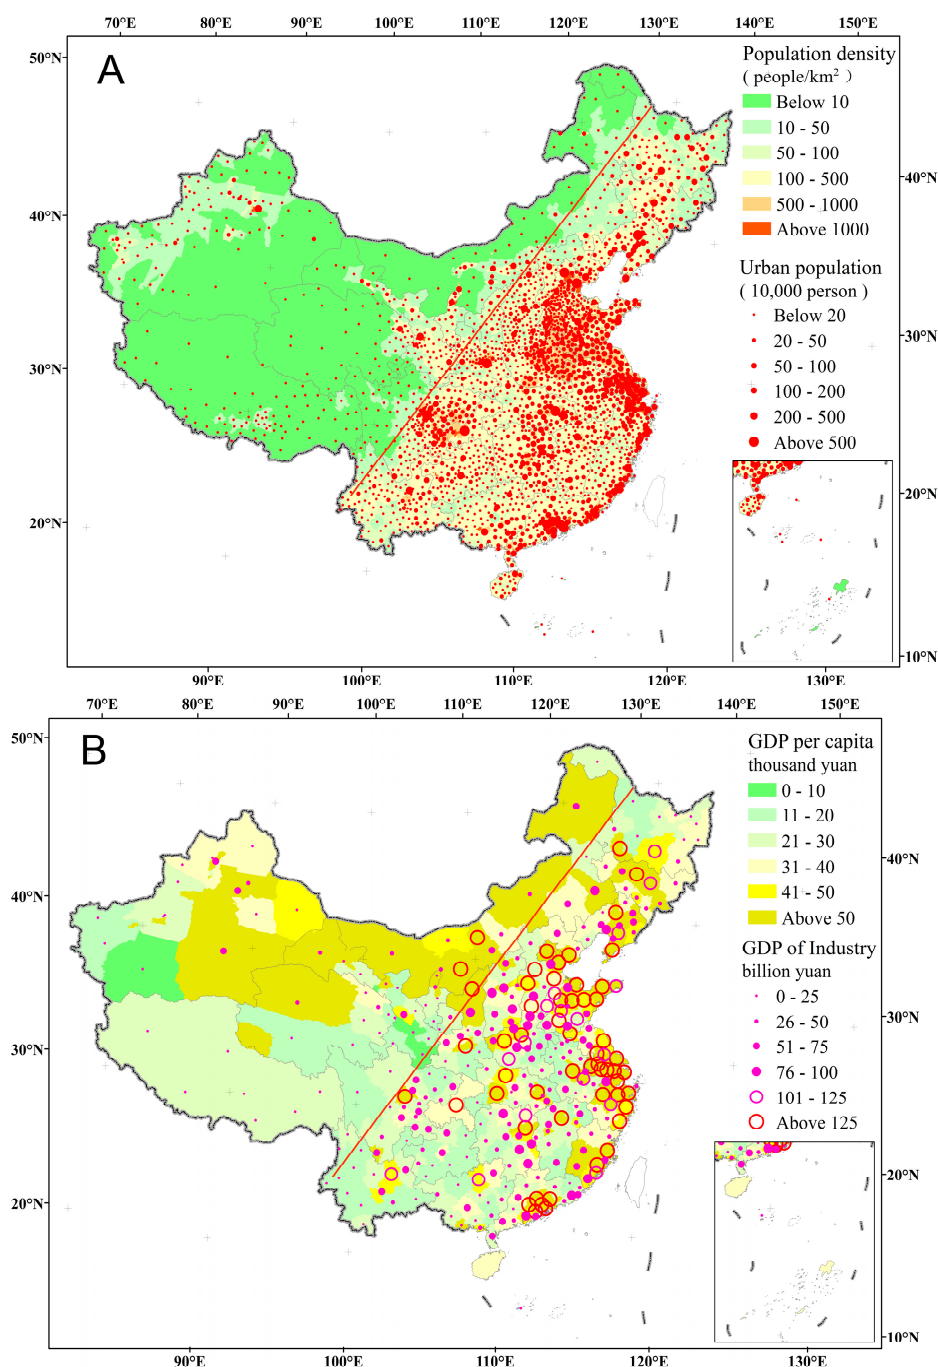 70°E 80°E 90°E 100°E 110°E 120°E 130°E 140°E 150°E
50°N
A
Population density
( people/km² )
Below 10
10 - 50
50 - 100
100 - 500
500 - 1000
Above 1000
40°N
40°N
Urban population
( 10,000 person )
Below 20
20 - 50
50 - 100
100 - 200
200 - 500
Above 500
30°N
30°N
20°N
20°N
10°N
90°E 100°E 110°E 130°E
70°E 80°E 90°E 100°E 110°E 120°E 130°E 140°E 150°E
50°N
B
GDP per capita
thousand yuan
0 - 10
11 - 20
21 - 30
31 - 40
41 - 50
Above 50
40°N
40°N
GDP of Industry
billion yuan
0 - 25
26 - 50
51 - 75
76 - 100
101 - 125
Above 125
30°N
30°N
20°N
20°N
10°N
90°E 100°E 110°E 130°E